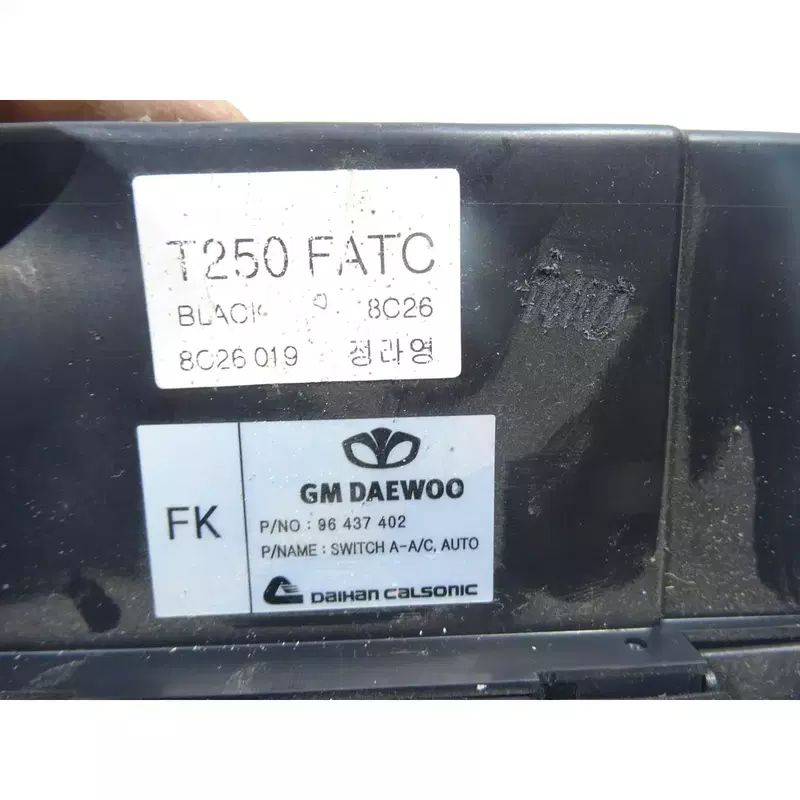 T250 FATC
BLACK 8C26
8C26 019 정라영
FK
GM DAEWOO
P/NO : 96 437 402
P/NAME : SWITCH A-A/C, AUTO
DAIHAN CALSONIC